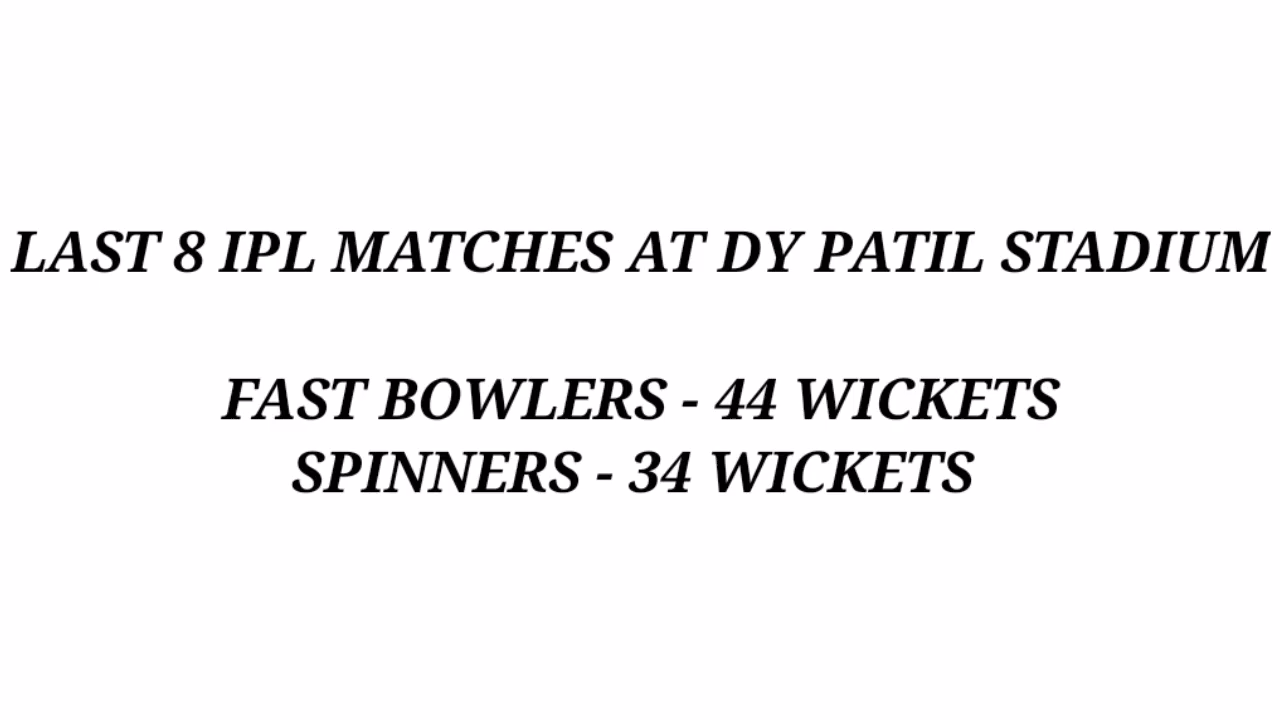 LAST 8 IPL MATCHES AT DY PATIL STADIUM
FAST BOWLERS - 44 WICKETS
SPINNERS - 34 WICKETS